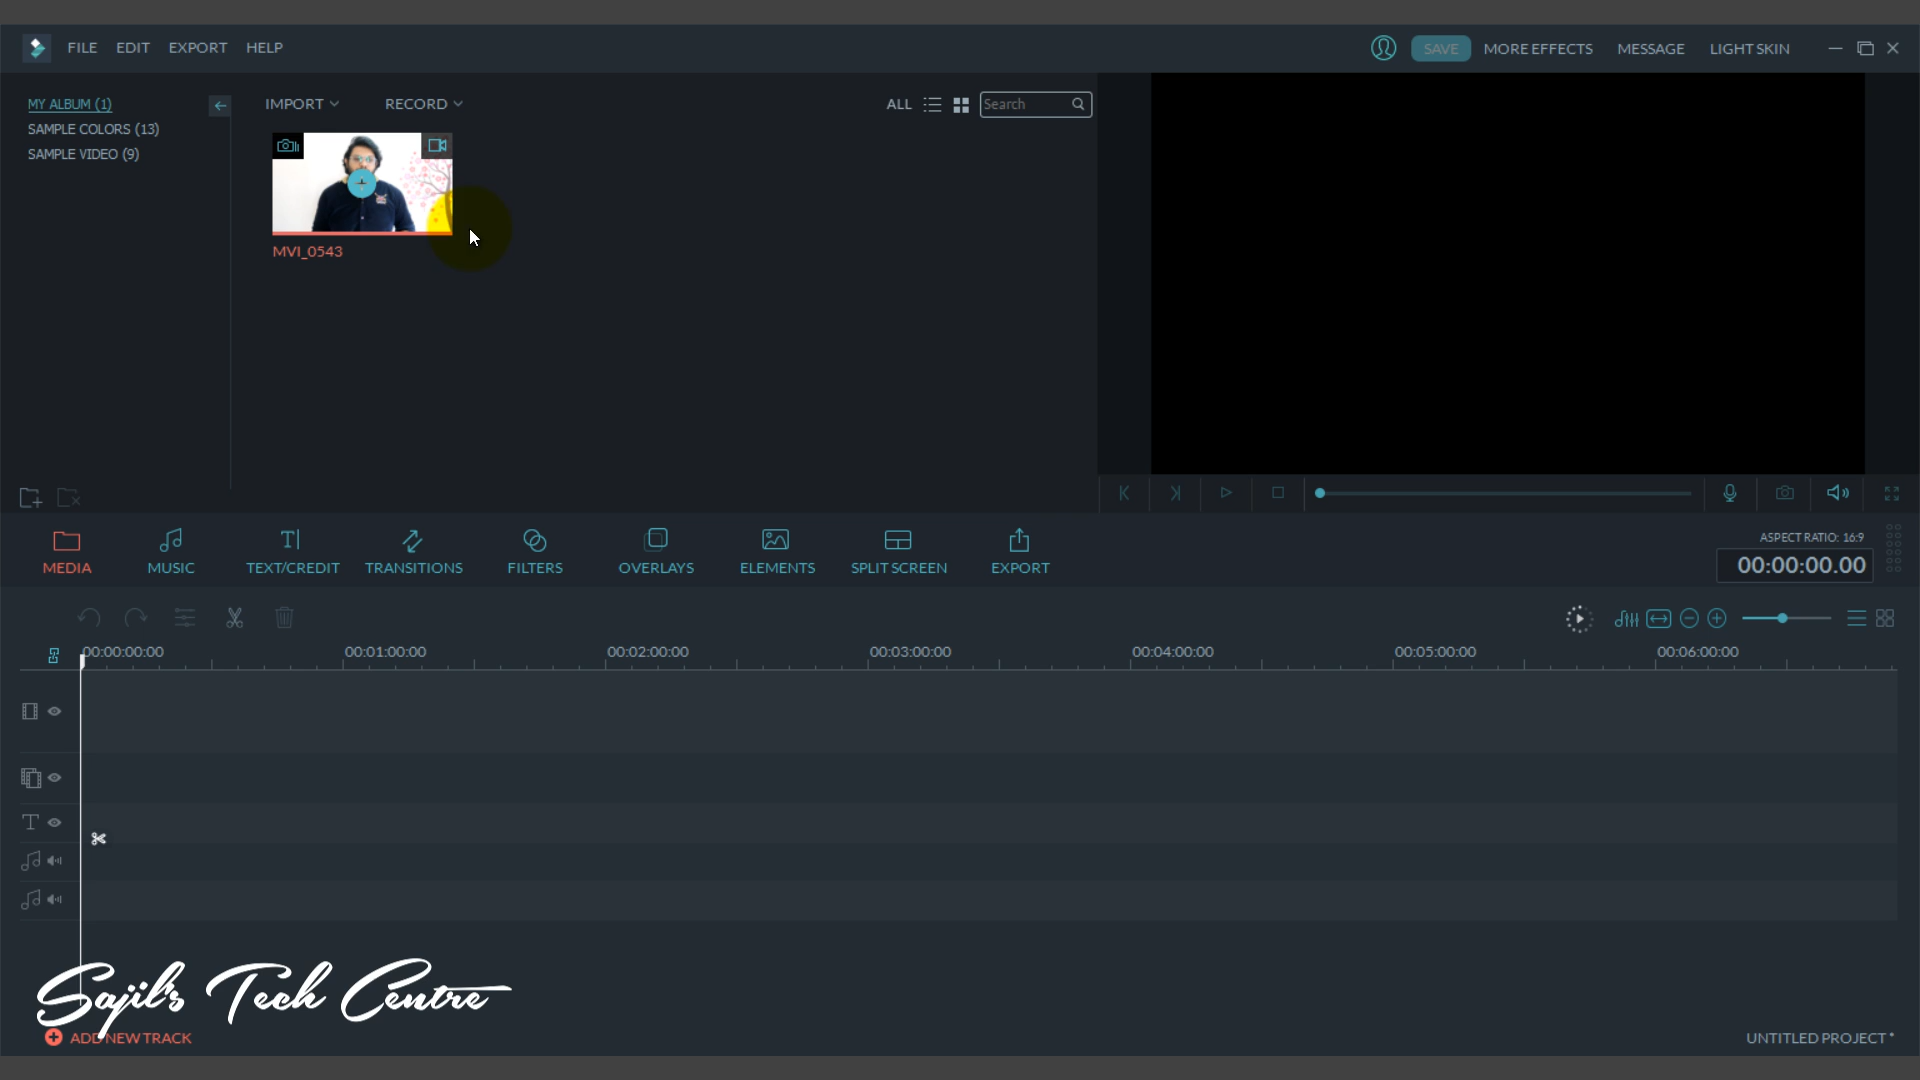 FILE EDIT EXPORT HELP
SAVE MORE EFFECTS MESSAGE LIGHT SKIN
MY ALBUM (1)
SAMPLE COLORS (13)
SAMPLE VIDEO (9)
IMPORT RECORD ALL Search
MVI_0543
MEDIA MUSIC TEXT/CREDIT TRANSITIONS FILTERS OVERLAYS ELEMENTS SPLIT SCREEN EXPORT
ASPECT RATIO: 16:9
00:00:00.00
00:00:00:00 00:01:00:00 00:02:00:00 00:03:00:00 00:04:00:00 00:05:00:00 00:06:00:00
Sajil's Tech Centre
ADD NEW TRACK
UNTITLED PROJECT *